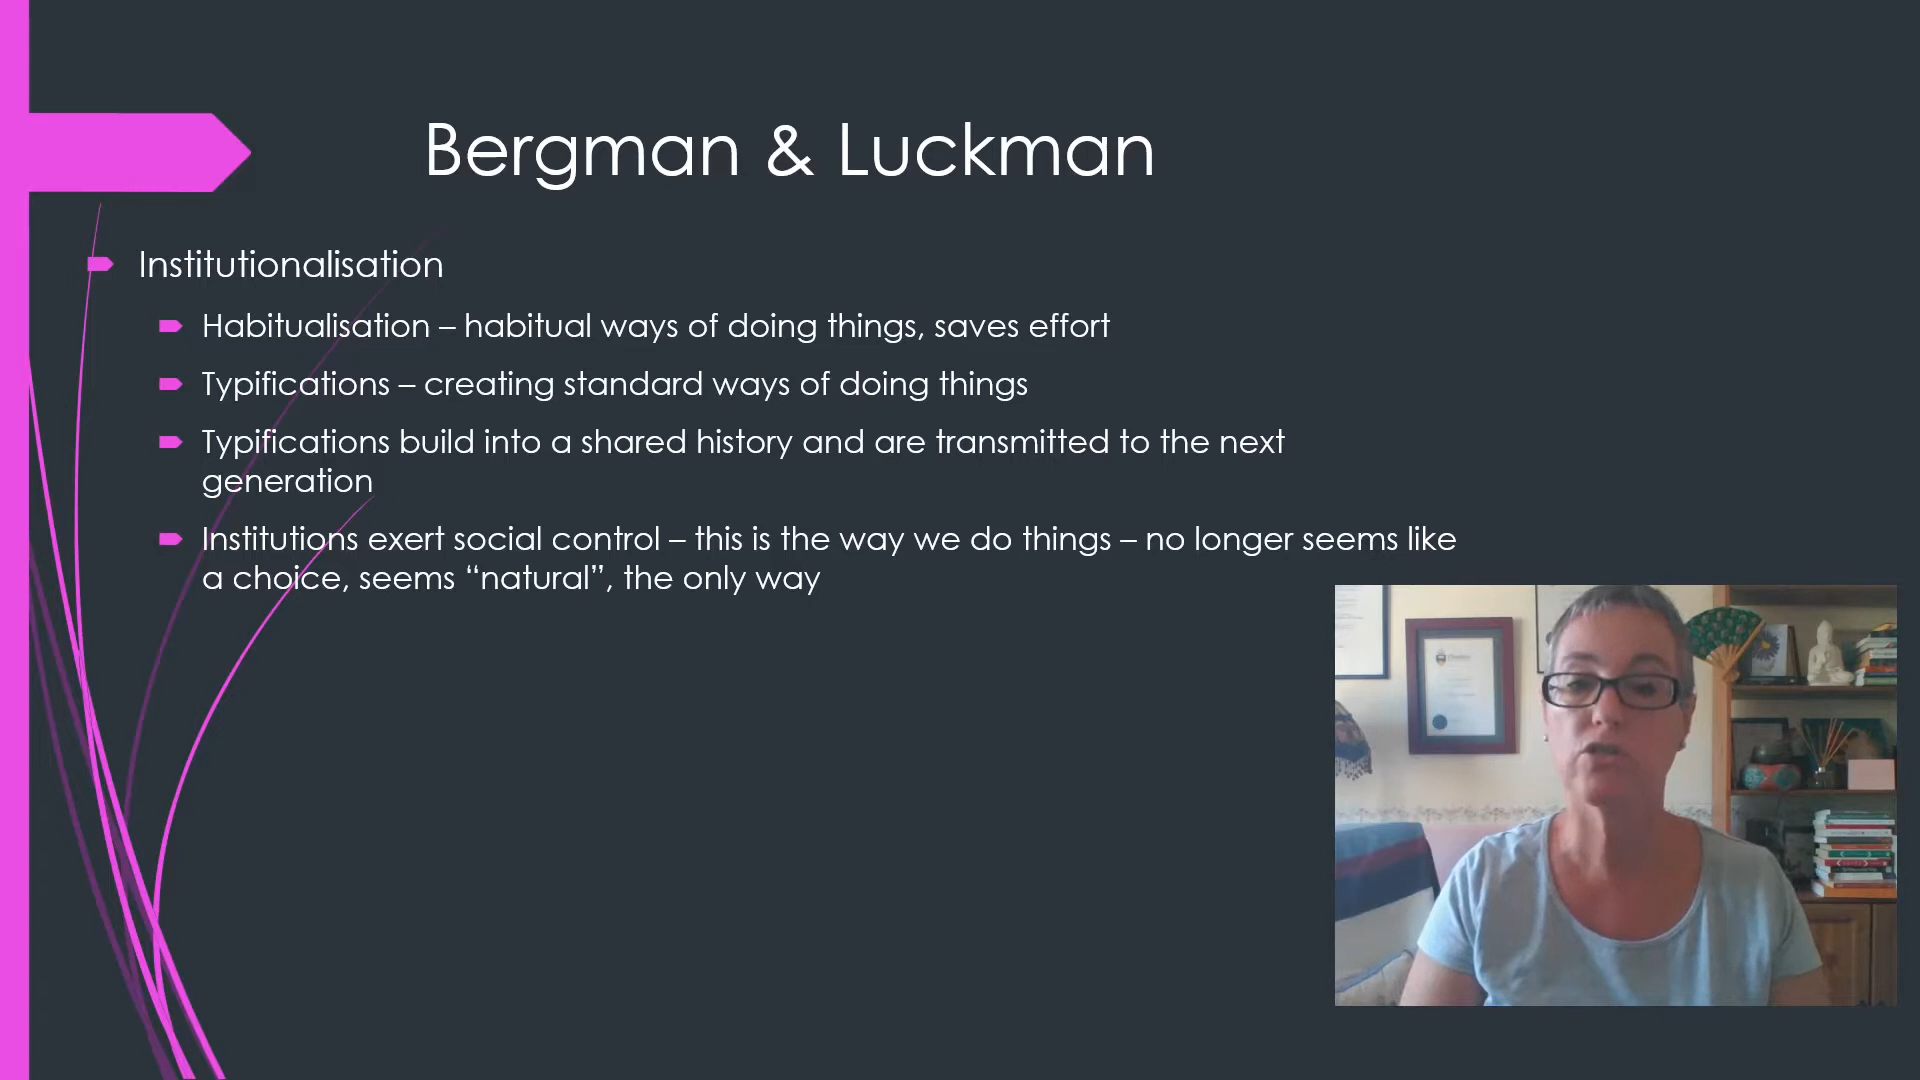 Bergman & Luckman
Institutionalisation
Habitualisation – habitual ways of doing things, saves effort
Typifications – creating standard ways of doing things
Typifications build into a shared history and are transmitted to the next
generation
Institutions exert social control – this is the way we do things – no longer seems like
a choice, seems “natural”, the only way